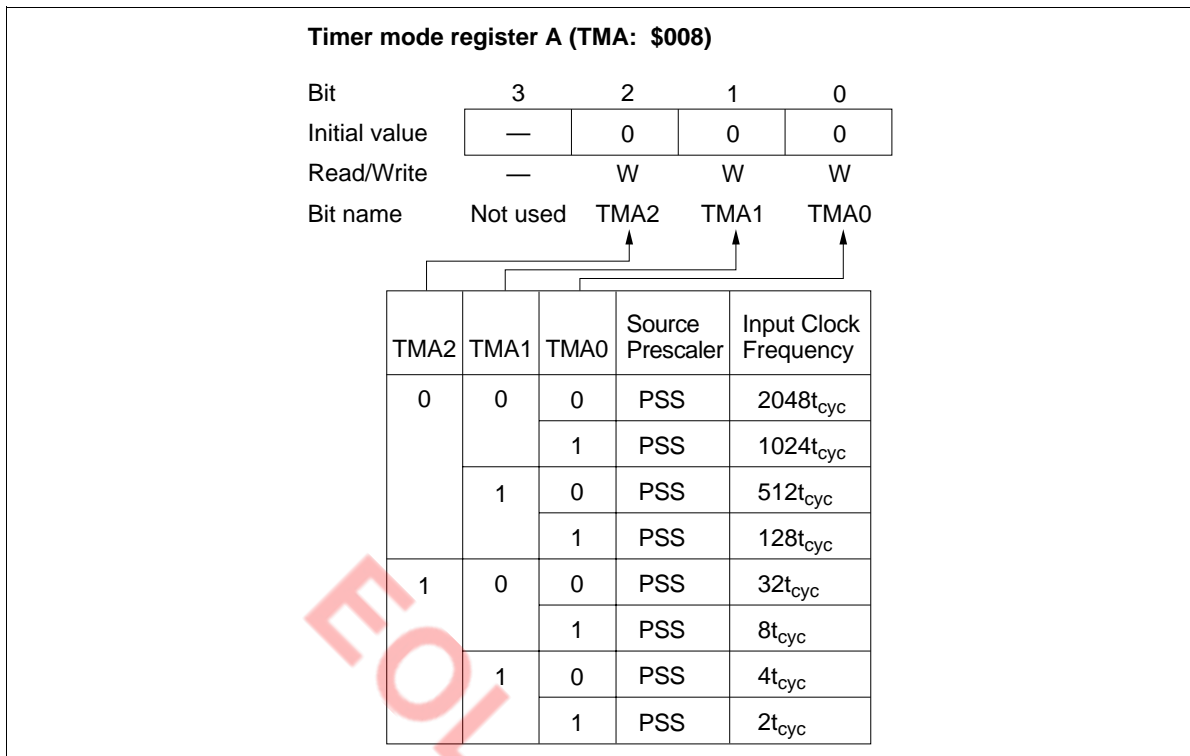 Timer mode register A (TMA: $008)
Bit 3 2 1 0
Initial value — 0 0 0
Read/Write — W W W
Bit name Not used TMA2 TMA1 TMA0
TMA2 TMA1 TMA0 Source Prescaler Input Clock Frequency
0 0 0 PSS 2048tcyc
1 PSS 1024tcyc
1 0 PSS 512tcyc
1 PSS 128tcyc
1 0 0 PSS 32tcyc
1 PSS 8tcyc
1 0 PSS 4tcyc
1 PSS 2tcyc
EOL